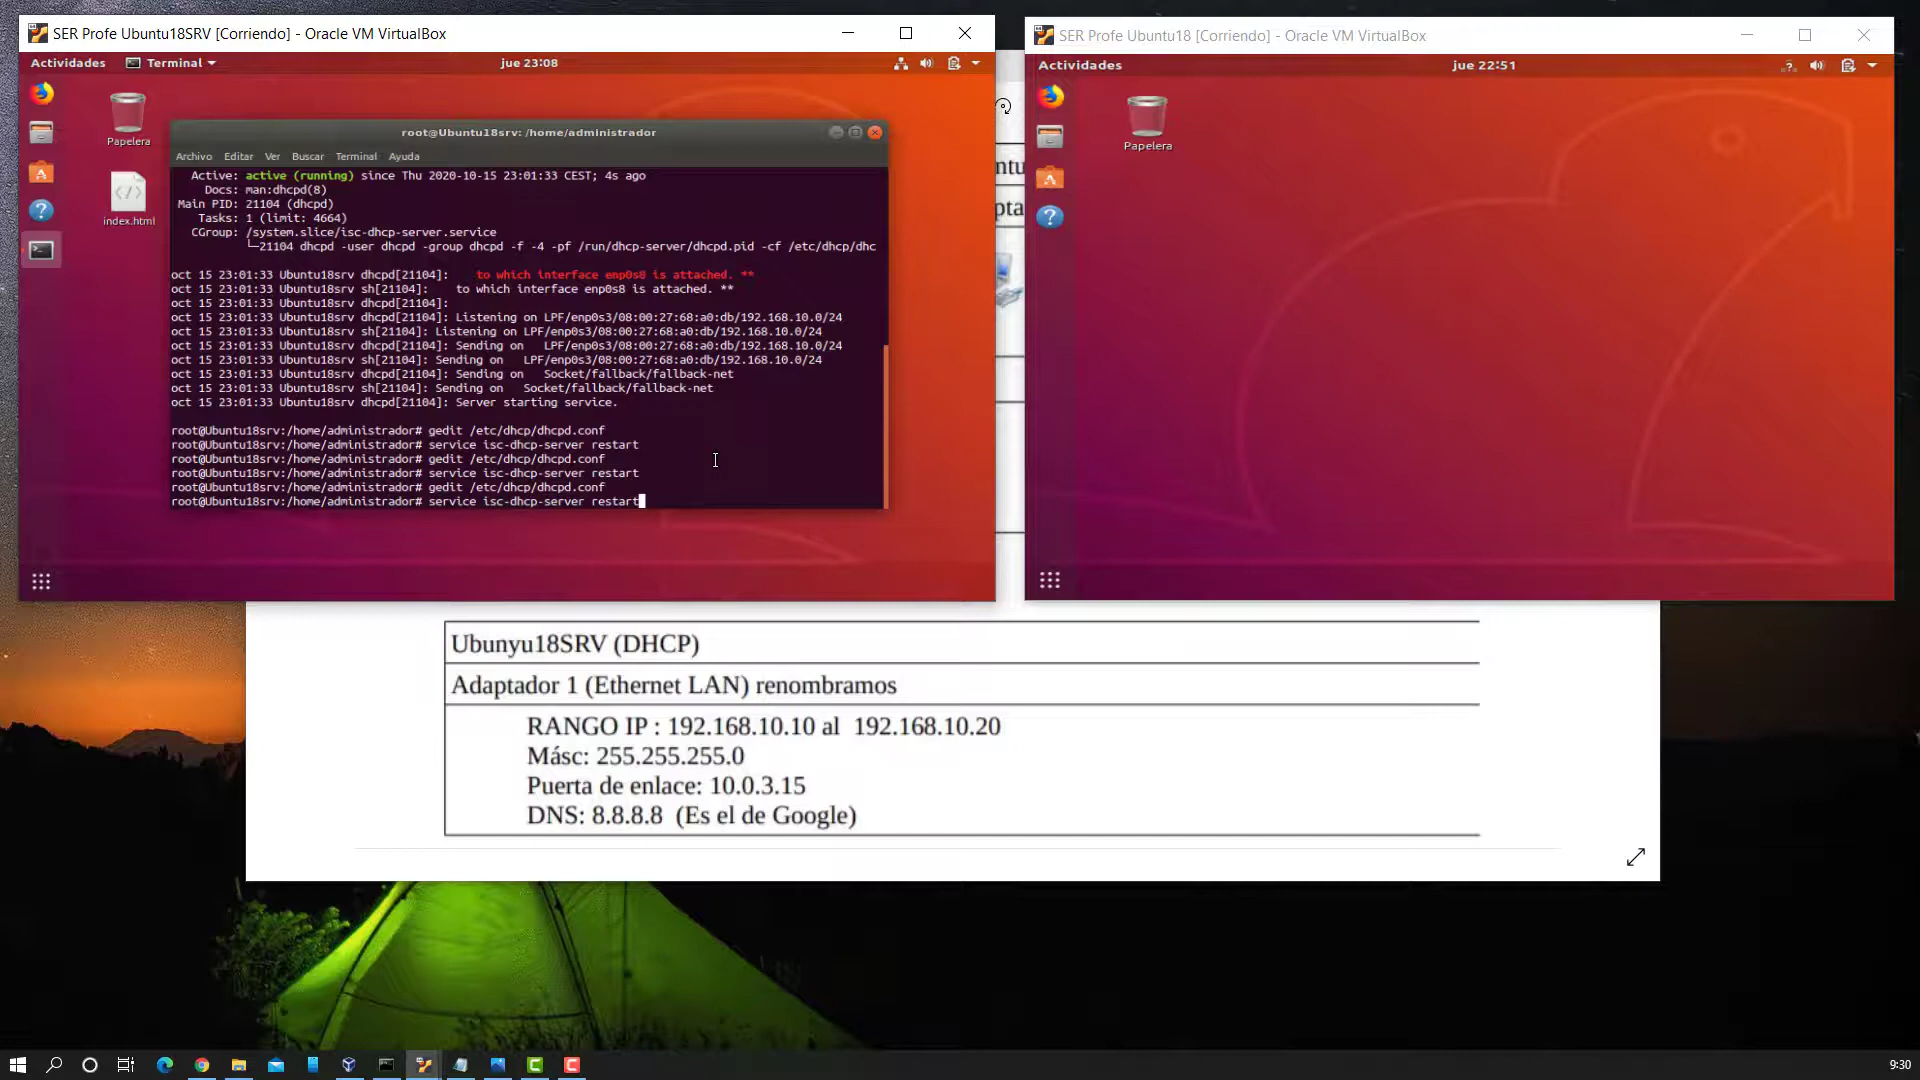 SER Profe Ubuntu18SRV [Corriendo] - Oracle VM VirtualBox
Actividades
Terminal
jue 23:08
Papelera
index.html
root@Ubuntu18srv: /home/administrador
Archivo Editar Ver Buscar Terminal Ayuda
Active: active (running) since Thu 2020-10-15 23:01:33 CEST; 4s ago
Docs: man:dhcpd(8)
Main PID: 21104 (dhcpd)
Tasks: 1 (limit: 4664)
CGroup: /system.slice/isc-dhcp-server.service
└─21104 dhcpd -user dhcpd -group dhcpd -f -4 -pf /run/dhcp-server/dhcpd.pid -cf /etc/dhcp/dhc
oct 15 23:01:33 Ubuntu18srv dhcpd[21104]:    to which interface enp0s8 is attached. **
oct 15 23:01:33 Ubuntu18srv sh[21104]:    to which interface enp0s8 is attached. **
oct 15 23:01:33 Ubuntu18srv dhcpd[21104]:
oct 15 23:01:33 Ubuntu18srv dhcpd[21104]: Listening on LPF/enp0s3/08:00:27:68:a0:db/192.168.10.0/24
oct 15 23:01:33 Ubuntu18srv sh[21104]: Listening on LPF/enp0s3/08:00:27:68:a0:db/192.168.10.0/24
oct 15 23:01:33 Ubuntu18srv dhcpd[21104]: Sending on   LPF/enp0s3/08:00:27:68:a0:db/192.168.10.0/24
oct 15 23:01:33 Ubuntu18srv sh[21104]: Sending on   LPF/enp0s3/08:00:27:68:a0:db/192.168.10.0/24
oct 15 23:01:33 Ubuntu18srv dhcpd[21104]: Sending on   Socket/fallback/fallback-net
oct 15 23:01:33 Ubuntu18srv sh[21104]: Sending on   Socket/fallback/fallback-net
oct 15 23:01:33 Ubuntu18srv dhcpd[21104]: Server starting service.
root@Ubuntu18srv:/home/administrador# gedit /etc/dhcp/dhcpd.conf
root@Ubuntu18srv:/home/administrador# service isc-dhcp-server restart
root@Ubuntu18srv:/home/administrador# gedit /etc/dhcp/dhcpd.conf
root@Ubuntu18srv:/home/administrador# service isc-dhcp-server restart
root@Ubuntu18srv:/home/administrador# gedit /etc/dhcp/dhcpd.conf
root@Ubuntu18srv:/home/administrador# service isc-dhcp-server restart
ntu
pta
SER Profe Ubuntu18 [Corriendo] - Oracle VM VirtualBox
Actividades
jue 22:51
Papelera
Ubunyu18SRV (DHCP)
Adaptador 1 (Ethernet LAN) renombramos
RANGO IP : 192.168.10.10 al 192.168.10.20
Másc: 255.255.255.0
Puerta de enlace: 10.0.3.15
DNS: 8.8.8.8 (Es el de Google)
9:30